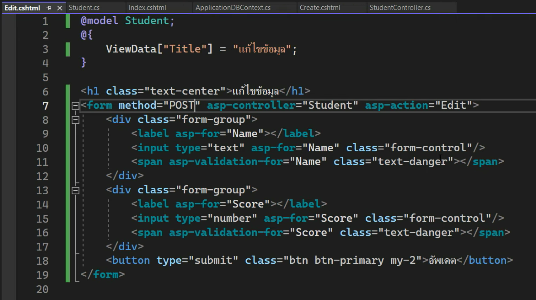 Edit.cshtml Student.cs Index.cshtml ApplicationDBContext.cs Create.cshtml StudentController.cs
1 @model Student;
2 @{
3 ViewData["Title"] = "แก้ไขข้อมูล";
4 }
5
6 <h1 class="text-center">แก้ไขข้อมูล</h1>
7 <form method="POST" asp-controller="Student" asp-action="Edit">
8 <div class="form-group">
9 <label asp-for="Name"></label>
10 <input type="text" asp-for="Name" class="form-control"/>
11 <span asp-validation-for="Name" class="text-danger"></span>
12 </div>
13 <div class="form-group">
14 <label asp-for="Score"></label>
15 <input type="number" asp-for="Score" class="form-control"/>
16 <span asp-validation-for="Score" class="text-danger"></span>
17 </div>
18 <button type="submit" class="btn btn-primary my-2">อัพเดต</button>
19 </form>
20